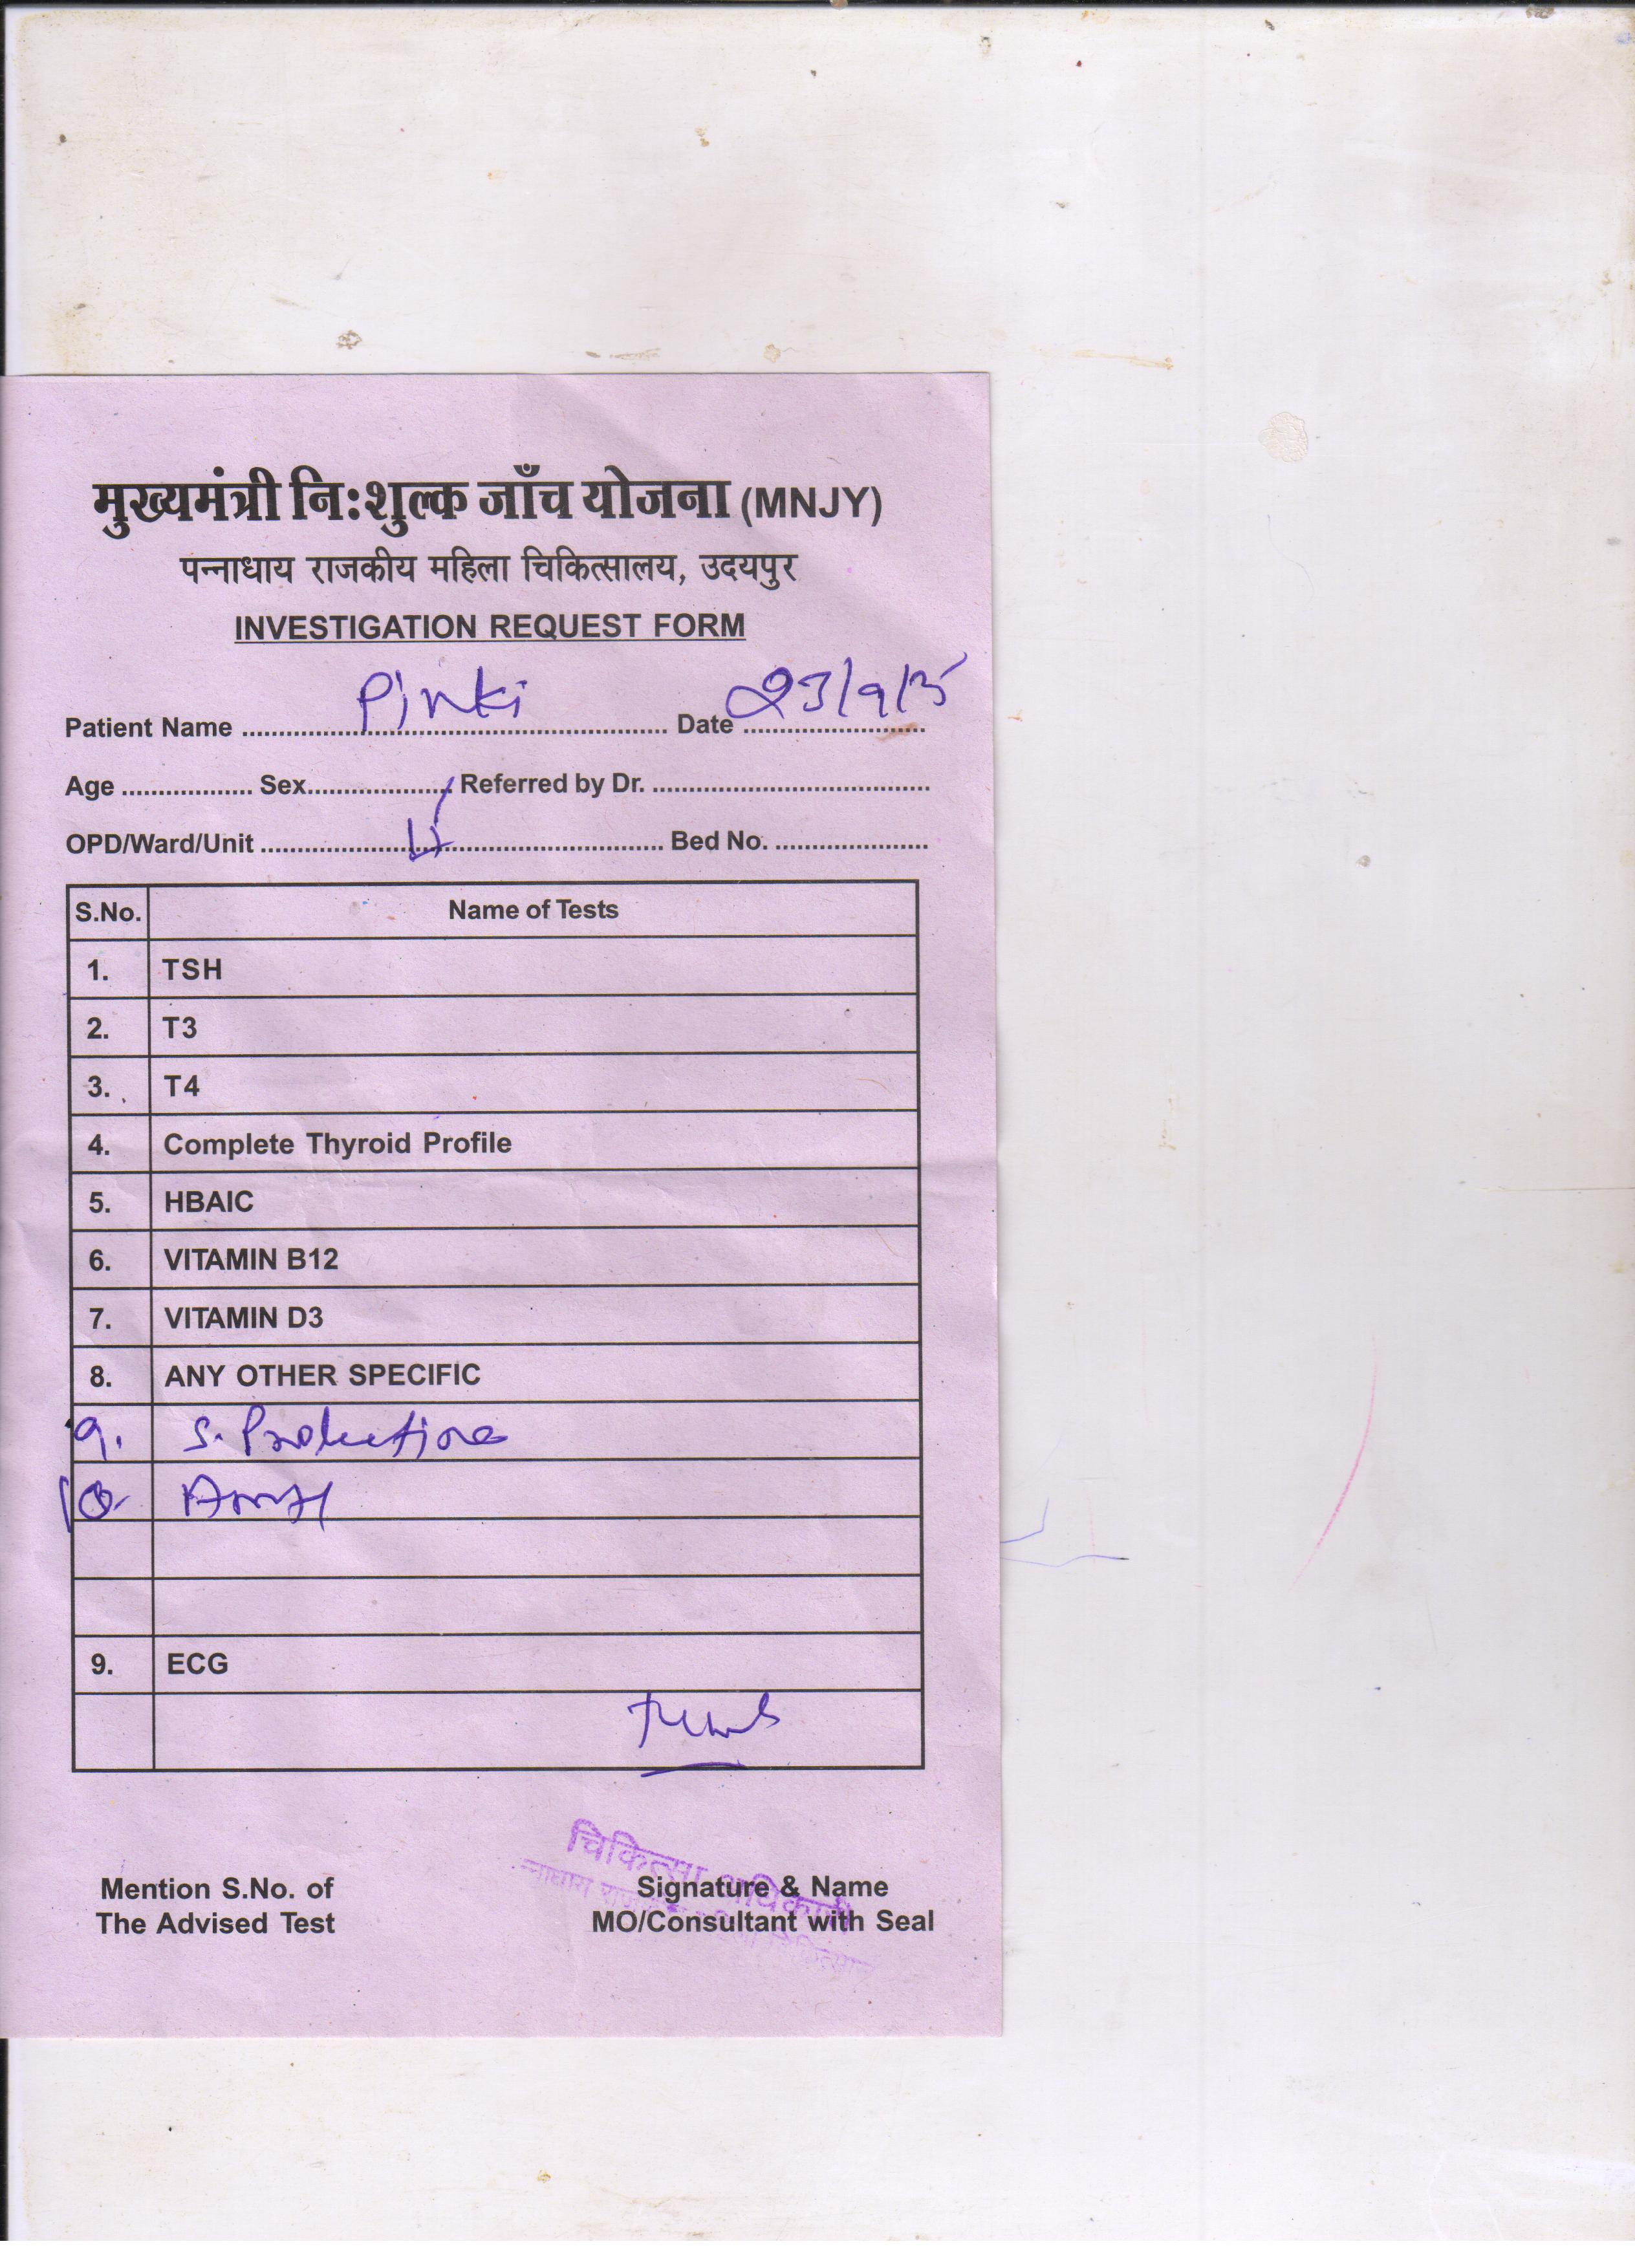 मुख्यमंत्री नि:शुल्क जाँच योजना (MNJY)
पन्नाधाय राजकीय महिला चिकित्सालय, उदयपुर
INVESTIGATION REQUEST FORM
Patient Name ........ Pinki ........ Date 23/9/
Age .................. Sex.................... Referred by Dr. ......................................
OPD/Ward/Unit ........................................................ Bed No. .....................
S.No. Name of Tests
1. TSH
2. T3
3. T4
4. Complete Thyroid Profile
5. HBAIC
6. VITAMIN B12
7. VITAMIN D3
8. ANY OTHER SPECIFIC
9. S.
10. AMH
9. ECG
चिकित्सा अधिकारी
Mention S.No. of
The Advised Test
Signature & Name
MO/Consultant with Seal